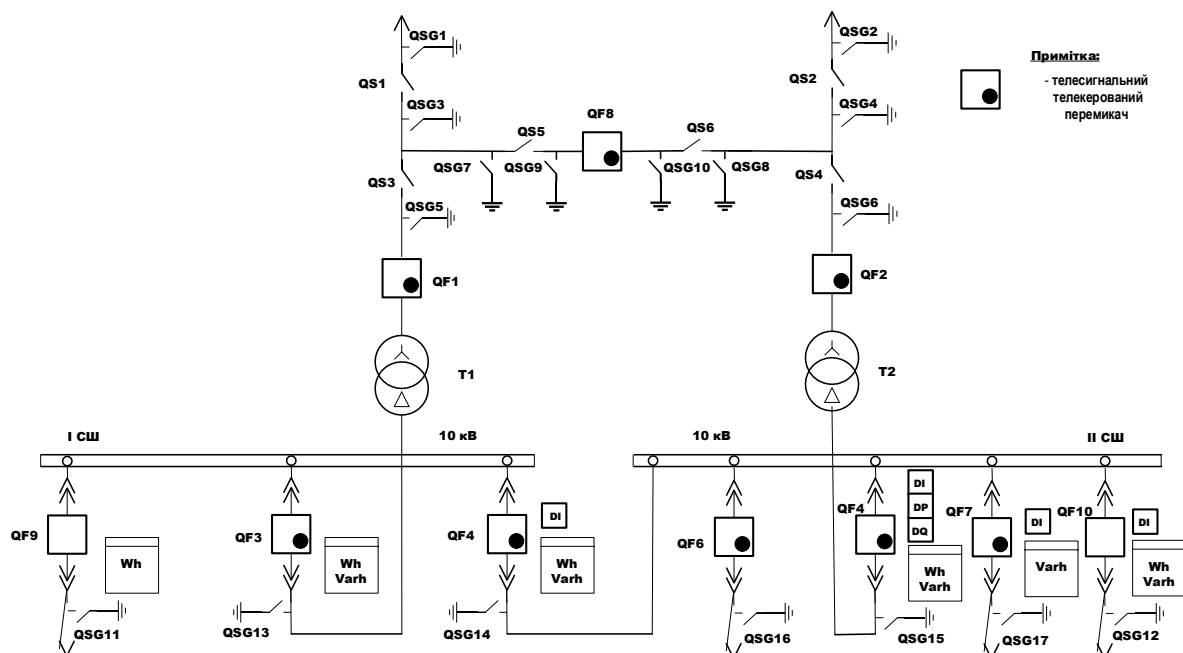 QSG1
QSG2
Примітка:
QS1
QS2
- телесигнальний
телекерований
перемикач
QSG3
QSG4
QF8
QS5
QS6
QS3
QSG7
QSG9
QSG10
QSG8
QS4
QSG5
QSG6
QF1
QF2
T1
T2
I СШ
10 кВ
10 кВ
II СШ
QF9
Wh
QF3
Wh
Varh
QF4
DI
Wh
Varh
QF6
QF4
DI
DP
DQ
Wh
Varh
QF7
DI
Varh
QF10
DI
Wh
Varh
QSG11
QSG13
QSG14
QSG16
QSG15
QSG17
QSG12